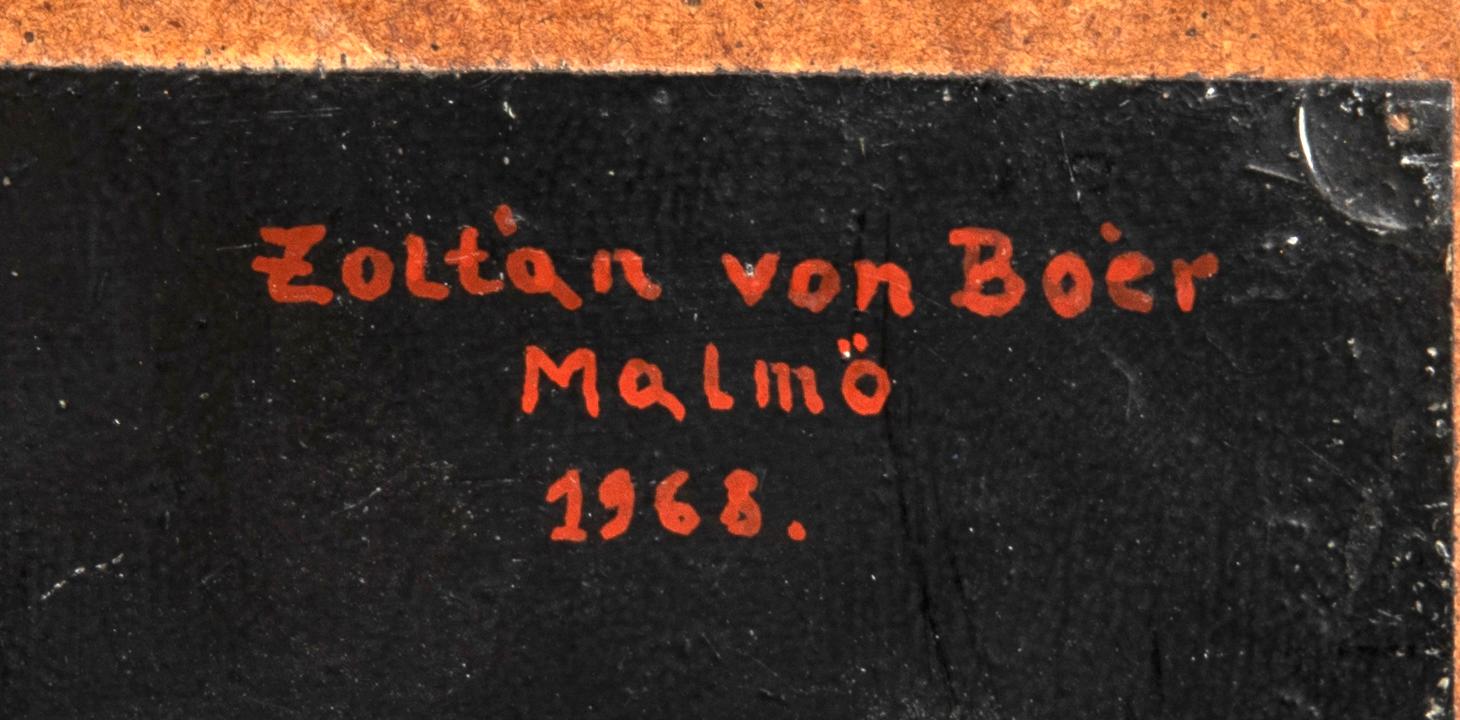 Zoltán von Boér
Malmö
1968.